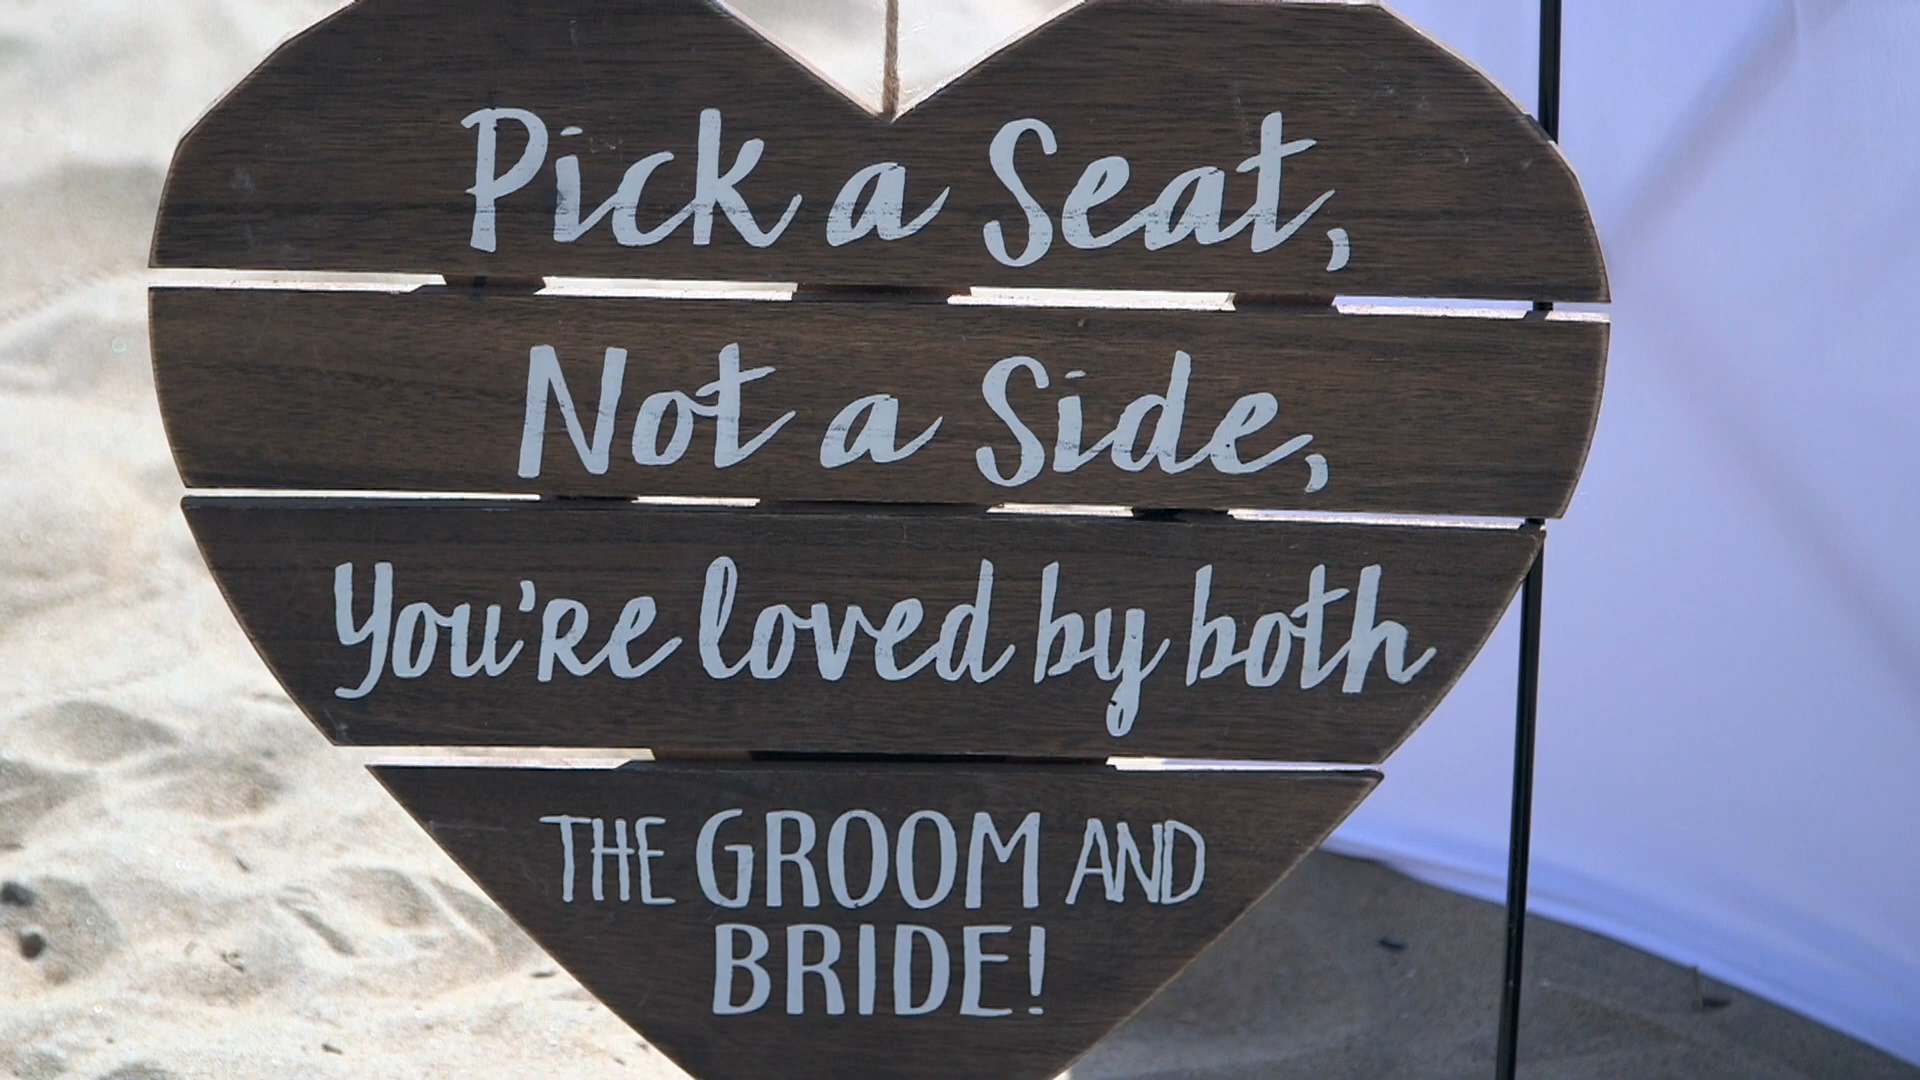 Pick a Seat,
Not a Side,
You're loved by both
THE GROOM AND
BRIDE!